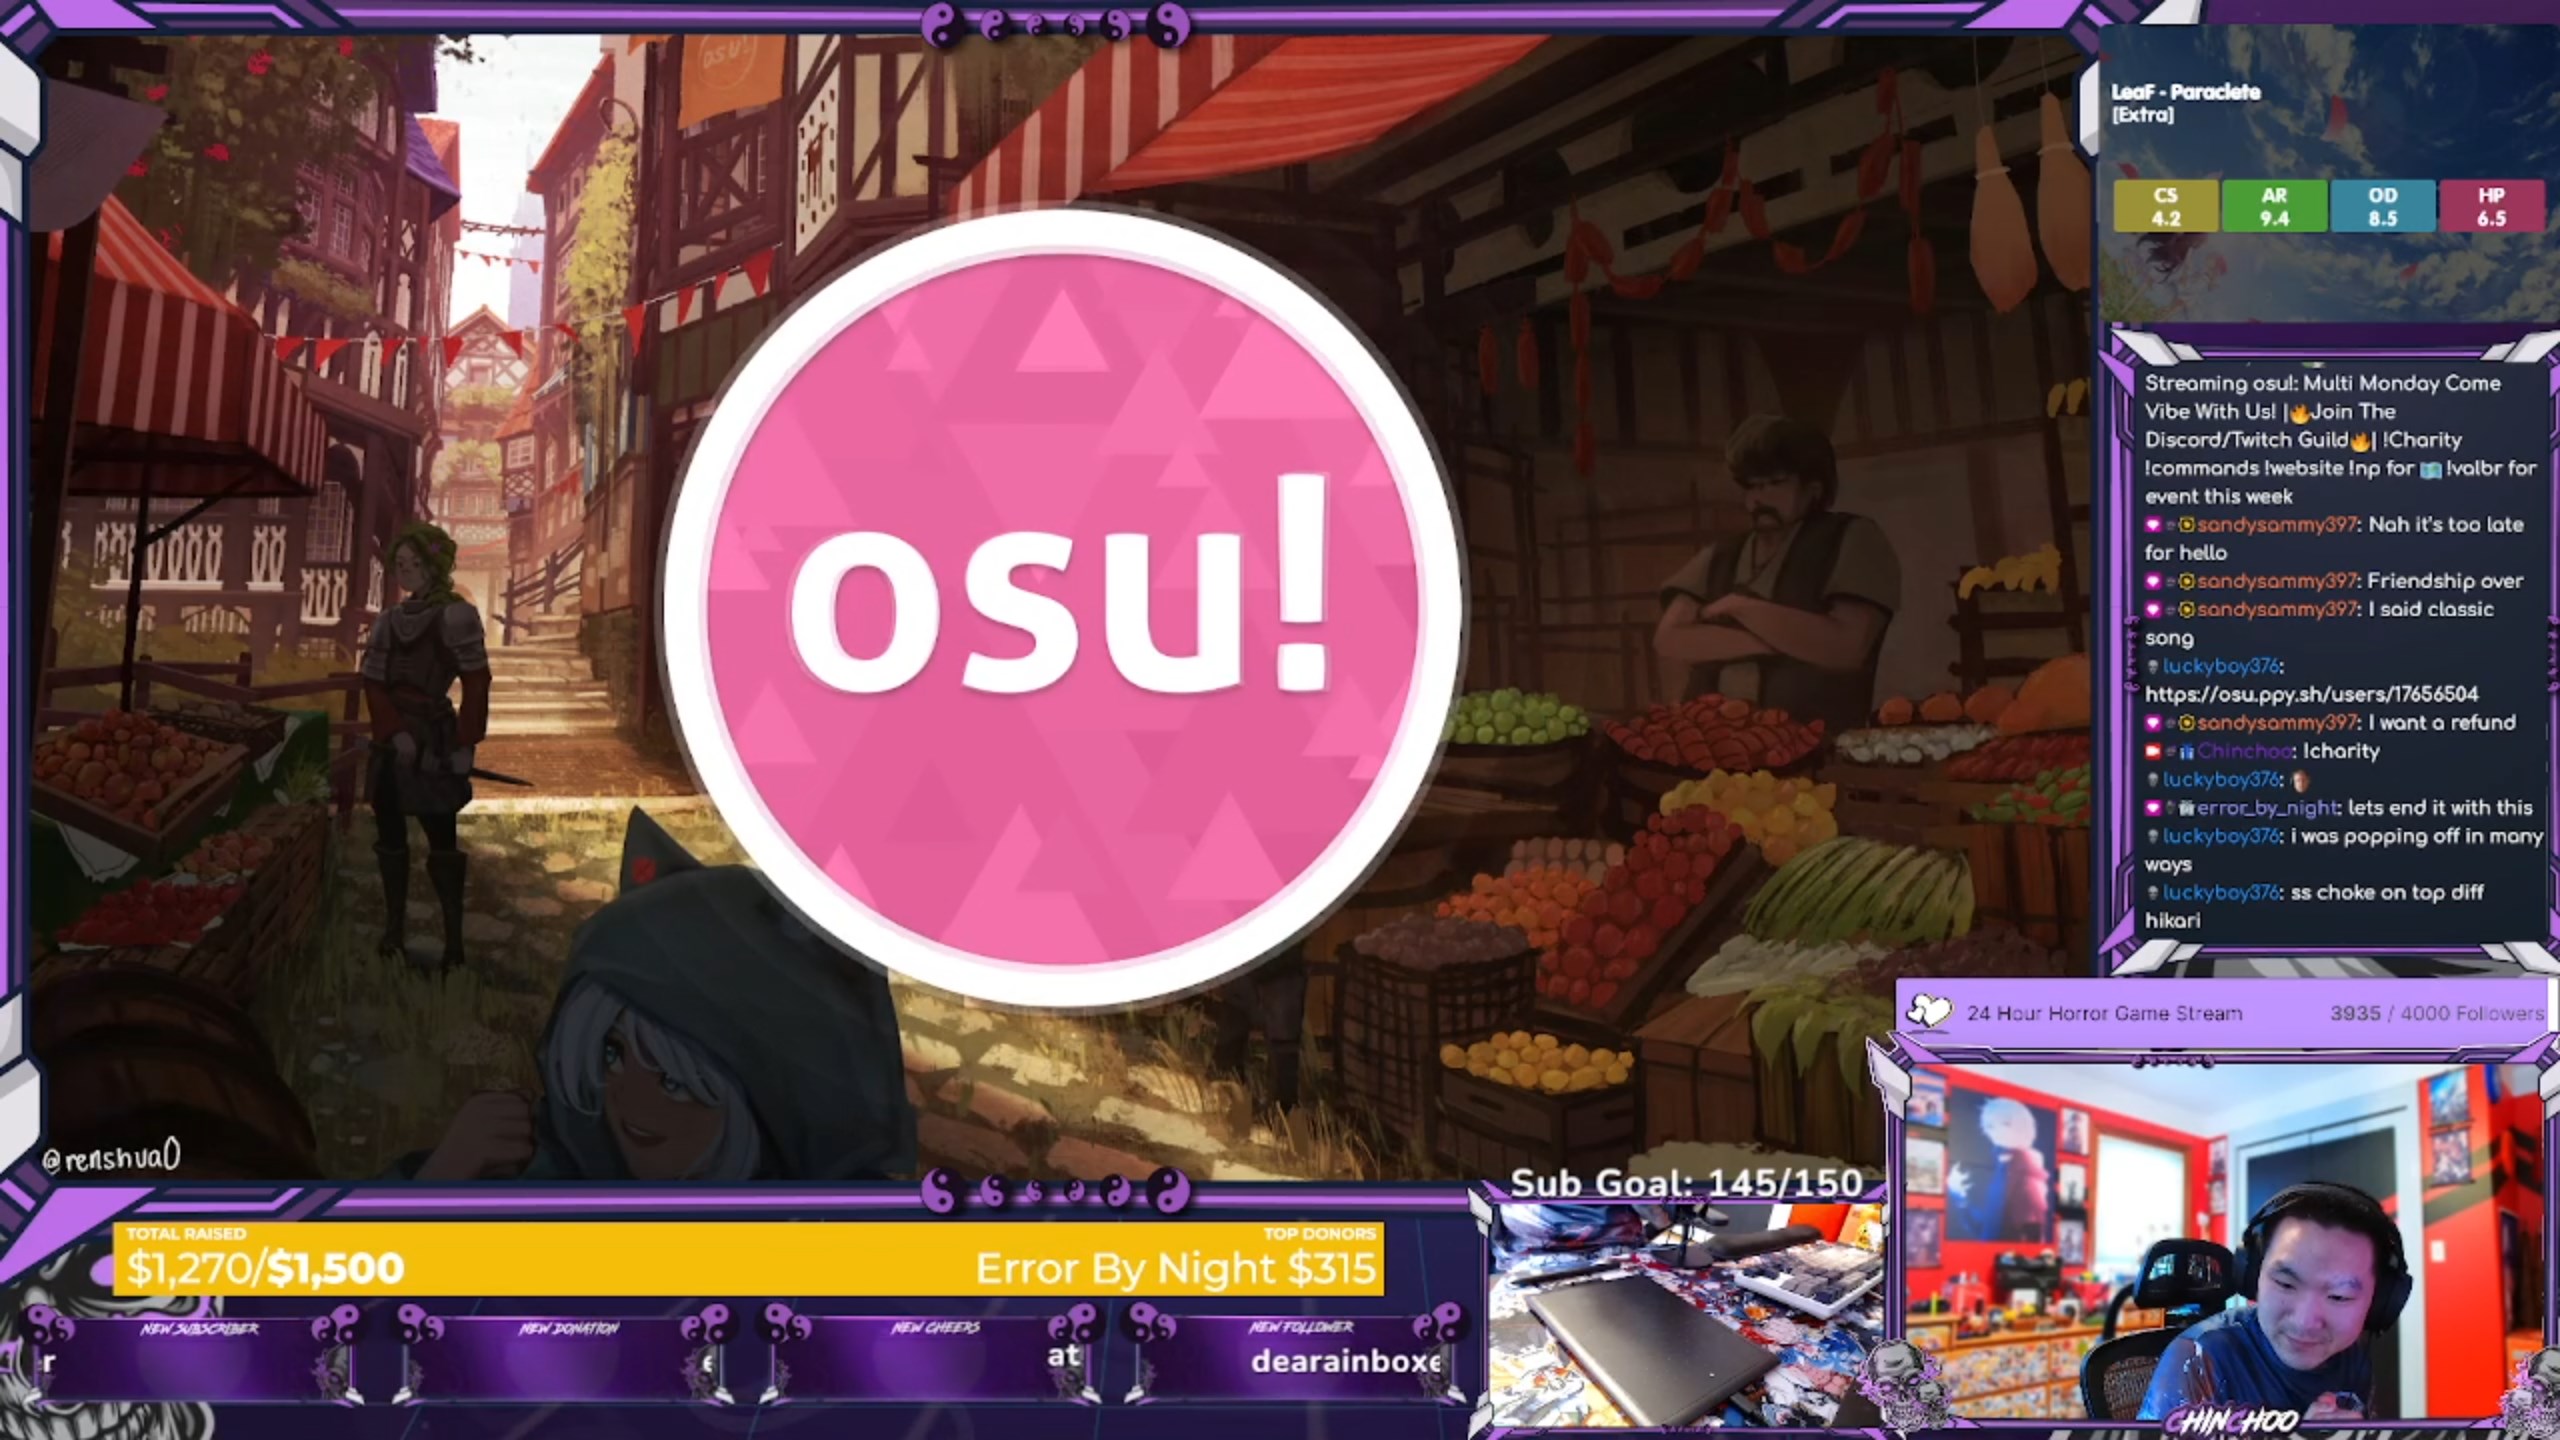 osu!
LeaF - Paraclete
[Extra]
CS
4.2
AR
9.4
OD
8.5
HP
6.5
osu!
Streaming osu!: Multi Monday Come
Vibe With Us! |🔥Join The
Discord/Twitch Guild🔥| !Charity
!commands !website !np for !valbr for
event this week
sandysammy397: Nah it's too late
for hello
sandysammy397: Friendship over
sandysammy397: I said classic
song
luckyboy376:
https://osu.ppy.sh/users/17656504
sandysammy397: I want a refund
Chinchoo: !charity
luckyboy376:
error_by_night: lets end it with this
luckyboy376: i was popping off in many
ways
luckyboy376: ss choke on top diff
hikari
24 Hour Horror Game Stream 3935 / 4000 Followers
@renshua0
Sub Goal: 145/150
TOTAL RAISED
$1,270/$1,500
TOP DONORS
Error By Night $315
NEW SUBSCRIBER
r
NEW DONATION
NEW CHEERS
at
NEW FOLLOWER
dearainboxe
CHINCHOO